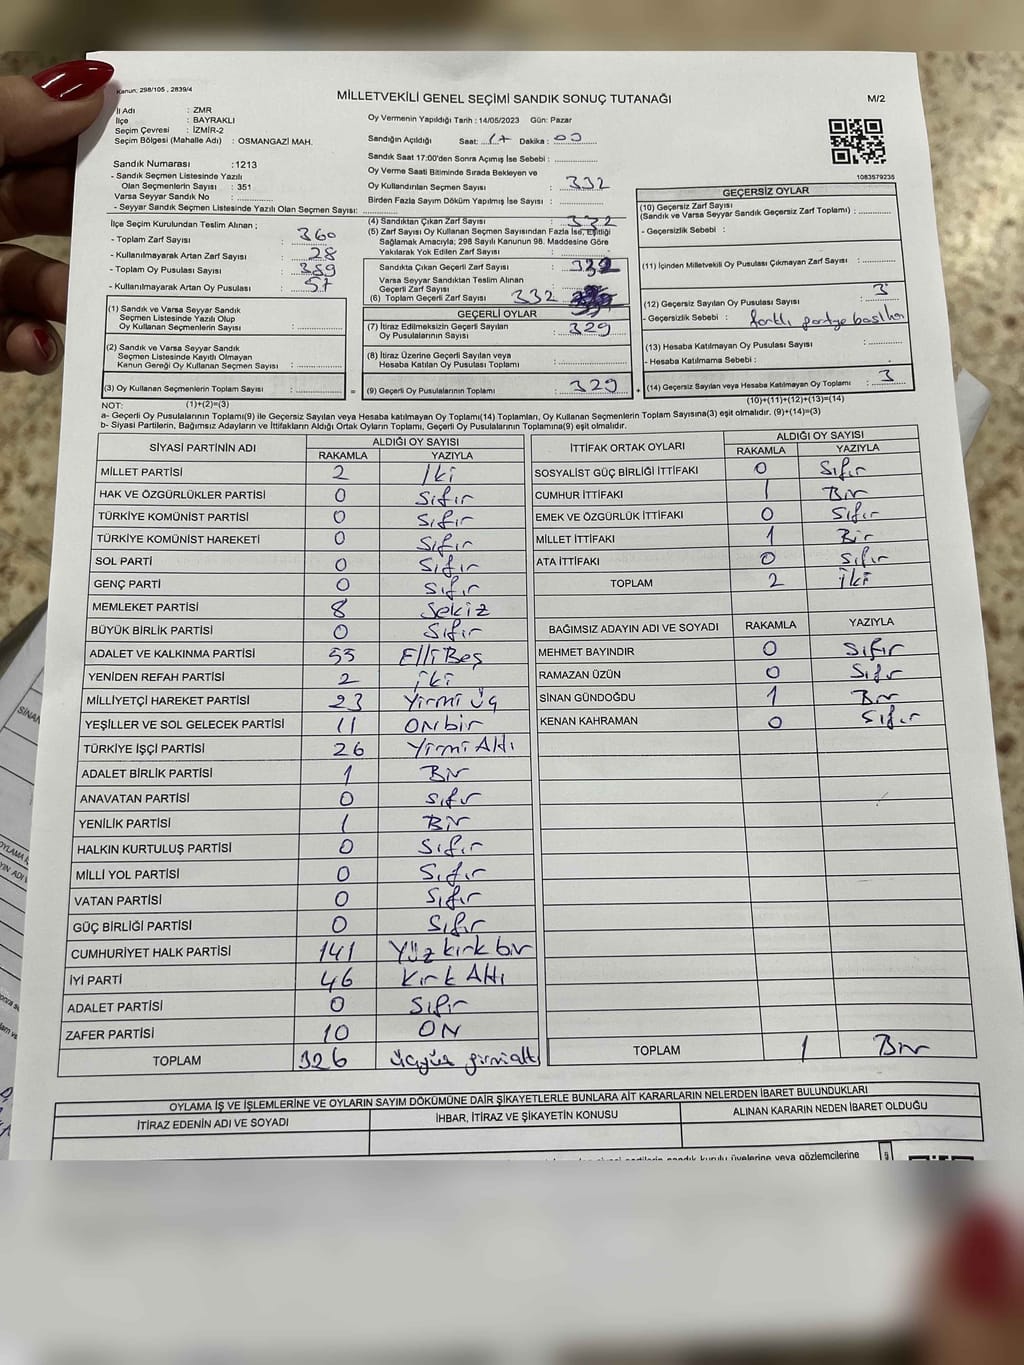 Kanun: 298/105 , 2839/4
MİLLETVEKİLİ GENEL SEÇİMİ SANDIK SONUÇ TUTANAĞI
M/2
İl Adı : ZMR
İlçe : BAYRAKLI
Seçim Çevresi : İZMİR-2
Seçim Bölgesi (Mahalle Adı) : OSMANGAZİ MAH.
Sandık Numarası :1213
- Sandık Seçmen Listesinde Yazılı
Olan Seçmenlerin Sayısı : 351
Varsa Seyyar Sandık No :
- Seyyar Sandık Seçmen Listesinde Yazılı Olan Seçmen Sayısı:
İlçe Seçim Kurulundan Teslim Alınan ;
- Toplam Zarf Sayısı : 360
- Kullanılmayarak Artan Zarf Sayısı : 28
- Toplam Oy Pusulası Sayısı : 389
- Kullanılmayarak Artan Oy Pusulası : 57
(1) Sandık ve Varsa Seyyar Sandık
Seçmen Listesinde Yazılı Olup
Oy Kullanan Seçmenlerin Sayısı :
(2) Sandık ve Varsa Seyyar Sandık
Seçmen Listesinde Kayıtlı Olmayan
Kanun Gereği Oy Kullanan Seçmen Sayısı :
(3) Oy Kullanan Seçmenlerin Toplam Sayısı : =
(1)+(2)=(3)
Oy Vermenin Yapıldığı Tarih : 14/05/2023 Gün: Pazar
Sandığın Açıldığı Saat: 17 Dakika : 00
Sandık Saat 17:00'den Sonra Açımış İse Sebebi :
Oy Verme Saati Bitiminde Sırada Bekleyen ve
Oy Kullandırılan Seçmen Sayısı : 332
Birden Fazla Sayım Döküm Yapılmış İse Sayısı :
(4) Sandıktan Çıkan Zarf Sayısı : 332
(5) Zarf Sayısı Oy Kullanan Seçmen Sayısından Fazla İse, Eşitliği
Sağlamak Amacıyla; 298 Sayılı Kanunun 98. Maddesine Göre
Yakılarak Yok Edilen Zarf Sayısı :
Sandıkta Çıkan Geçerli Zarf Sayısı : 332
Varsa Seyyar Sandıktan Teslim Alınan
Geçerli Zarf Sayısı :
(6) Toplam Geçerli Zarf Sayısı 332
GEÇERLİ OYLAR
(7) İtiraz Edilmeksizin Geçerli Sayılan
Oy Pusulalarının Sayısı : 329
(8) İtiraz Üzerine Geçerli Sayılan veya
Hesaba Katılan Oy Pusulası Toplamı :
(9) Geçerli Oy Pusulalarının Toplamı : 329 +
1083579235
GEÇERSİZ OYLAR
(10) Geçersiz Zarf Sayısı
(Sandık ve Varsa Seyyar Sandık Geçersiz Zarf Toplamı) :
- Geçersizlik Sebebi :
(11) İçinden Milletvekili Oy Pusulası Çıkmayan Zarf Sayısı :
(12) Geçersiz Sayılan Oy Pusulası Sayısı : 3
- Geçersizlik Sebebi : farklı partiye
(13) Hesaba Katılmayan Oy Pusulası Sayısı :
- Hesaba Katılmama Sebebi :
(14) Geçersiz Sayılan veya Hesaba Katılmayan Oy Toplamı : 3
(10)+(11)+(12)+(13)=(14)
NOT:
a- Geçerli Oy Pusulalarının Toplamı(9) ile Geçersiz Sayılan veya Hesaba Katılmayan Oy Toplamı(14) Toplamları, Oy Kullanan Seçmenlerin Toplam Sayısına(3) eşit olmalıdır. (9)+(14)=(3)
b- Siyasi Partilerin, Bağımsız Adayların ve İttifakların Aldığı Ortak Oyların Toplamı, Geçerli Oy Pusulalarının Toplamına(9) eşit olmalıdır.
SİYASİ PARTİNİN ADI ALDIĞI OY SAYISI
RAKAMLA YAZIYLA
MİLLET PARTİSİ 2 İki
HAK VE ÖZGÜRLÜKLER PARTİSİ 0 Sıfır
TÜRKİYE KOMÜNİST PARTİSİ 0 Sıfır
TÜRKİYE KOMÜNİST HAREKETİ 0 Sıfır
SOL PARTİ 0 Sıfır
GENÇ PARTİ 0 Sıfır
MEMLEKET PARTİSİ 8 Sekiz
BÜYÜK BİRLİK PARTİSİ 0 Sıfır
ADALET VE KALKINMA PARTİSİ 55 Elli Beş
YENİDEN REFAH PARTİSİ 2 iki
MİLLİYETÇİ HAREKET PARTİSİ 23 Yirmi üç
YEŞİLLER VE SOL GELECEK PARTİSİ 11 ONbir
TÜRKİYE İŞÇİ PARTİSİ 26 Yirmi Altı
ADALET BİRLİK PARTİSİ 1 Bir
ANAVATAN PARTİSİ 0 Sıfır
YENİLİK PARTİSİ 1 Bir
HALKIN KURTULUŞ PARTİSİ 0 Sıfır
MİLLİ YOL PARTİSİ 0 Sıfır
VATAN PARTİSİ 0 Sıfır
GÜÇ BİRLİĞİ PARTİSİ 0 Sıfır
CUMHURİYET HALK PARTİSİ 141 Yüz kırk bir
İYİ PARTİ 46 Kırk Altı
ADALET PARTİSİ 0 Sıfır
ZAFER PARTİSİ 10 ON
TOPLAM 326 üçyüz yirmialtı
İTTİFAK ORTAK OYLARI ALDIĞI OY SAYISI
RAKAMLA YAZIYLA
SOSYALİST GÜÇ BİRLİĞİ İTTİFAKI 0 Sıfır
CUMHUR İTTİFAKI 1 Bir
EMEK VE ÖZGÜRLÜK İTTİFAKI 0 Sıfır
MİLLET İTTİFAKI 1 Bir
ATA İTTİFAKI 0 Sıfır
TOPLAM 2 İki
BAĞIMSIZ ADAYIN ADI VE SOYADI RAKAMLA YAZIYLA
MEHMET BAYINDIR 0 Sıfır
RAMAZAN ÜZÜN 0 Sıfır
SİNAN GÜNDOĞDU 1 Bir
KENAN KAHRAMAN 0 Sıfır
TOPLAM 1 Bir
OYLAMA İŞ VE İŞLEMLERİNE VE OYLARIN SAYIM DÖKÜMÜNE DAİR ŞİKAYETLERLE BUNLARA AİT KARARLARIN NELERDEN İBARET BULUNDUKLARI
İTİRAZ EDENİN ADI VE SOYADI İHBAR, İTİRAZ VE ŞİKAYETİN KONUSU ALINAN KARARIN NEDEN İBARET OLDUĞU